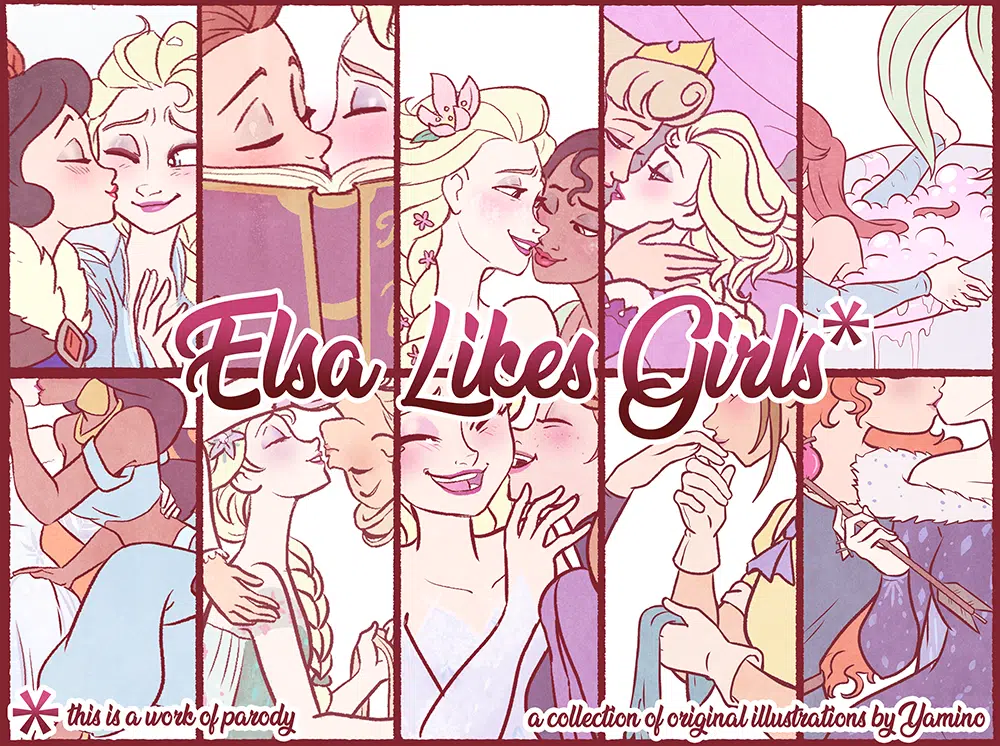 Elsa Likes Girls*
* this is a work of parody
a collection of original illustrations by Yamino